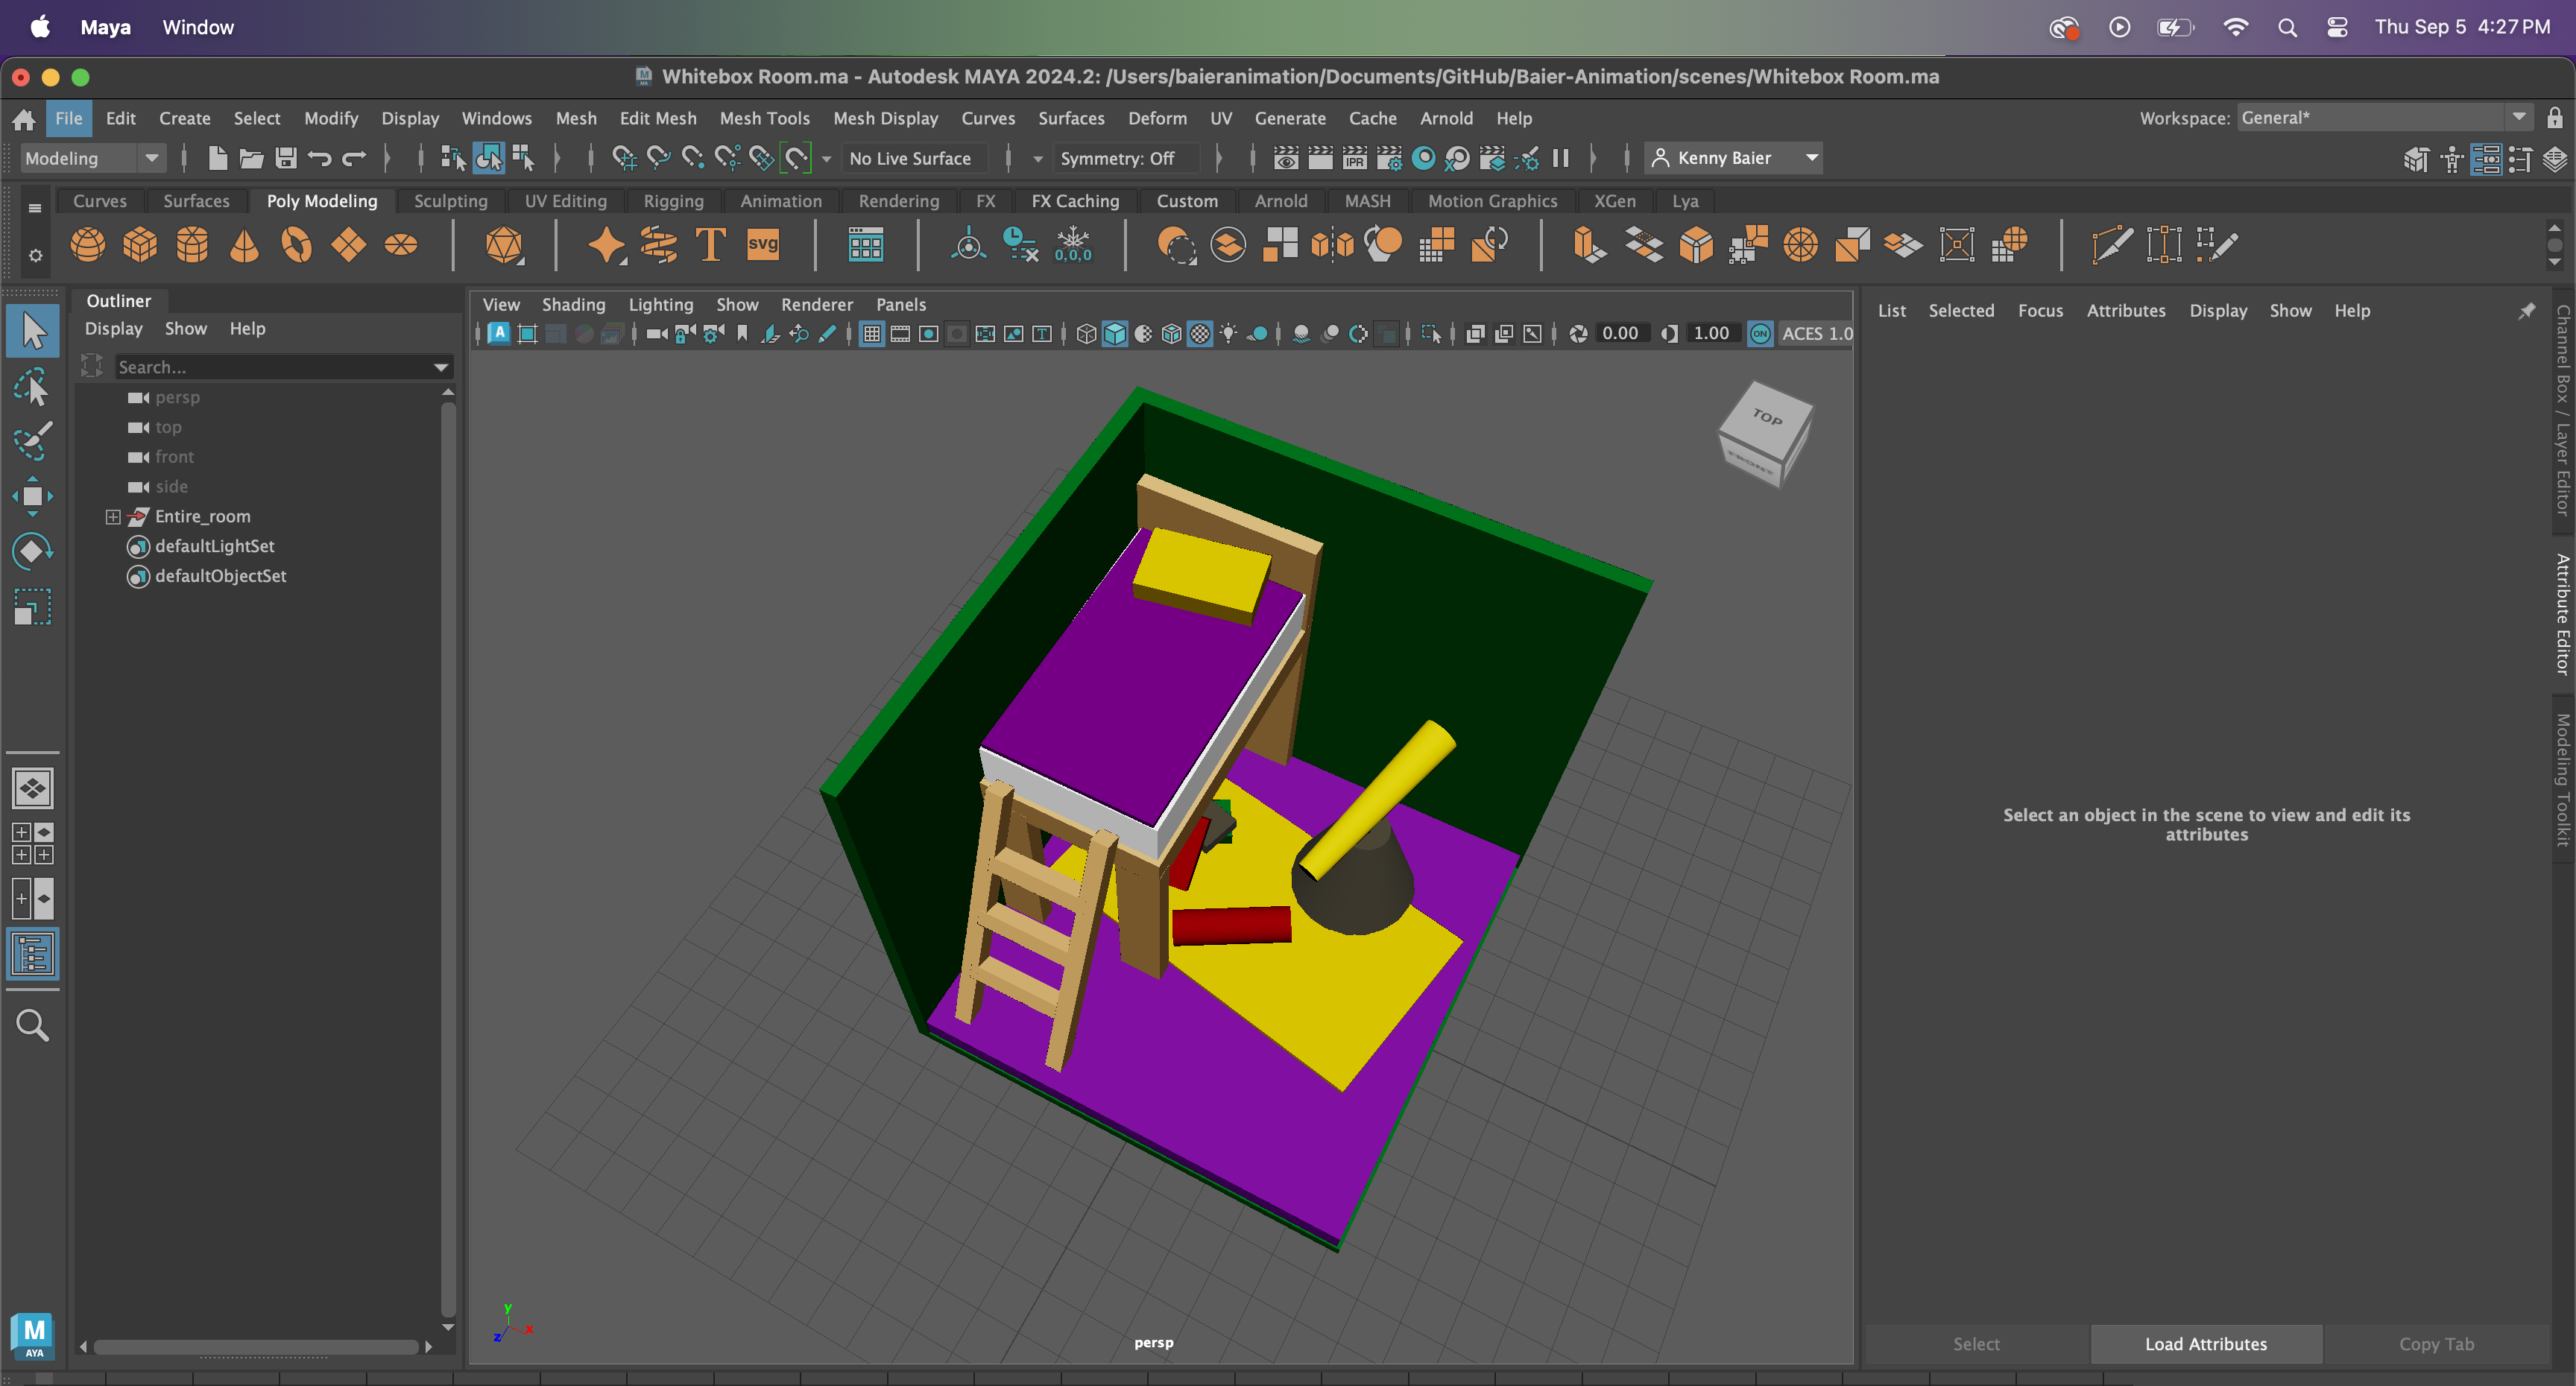 Maya Window Thu Sep 5 4:27 PM
Whitebox Room.ma - Autodesk MAYA 2024.2: /Users/baieranimation/Documents/GitHub/Baier-Animation/scenes/Whitebox Room.ma
File Edit Create Select Modify Display Windows Mesh Edit Mesh Mesh Tools Mesh Display Curves Surfaces Deform UV Generate Cache Arnold Help Workspace: General*
Modeling No Live Surface Symmetry: Off IPR Kenny Baier
Curves Surfaces Poly Modeling Sculpting UV Editing Rigging Animation Rendering FX FX Caching Custom Arnold MASH Motion Graphics XGen Lya
T svg 0,0,0
Outliner
Display Show Help
Search...
persp
top
front
side
Entire_room
defaultLightSet
defaultObjectSet
View Shading Lighting Show Renderer Panels
A T 0.00 1.00 ON ACES 1.0
TOP
FRONT
y
z x
persp
List Selected Focus Attributes Display Show Help
Select an object in the scene to view and edit its
attributes
Select Load Attributes Copy Tab
Channel Box / Layer Editor
Attribute Editor
Modeling Toolkit
M
AYA